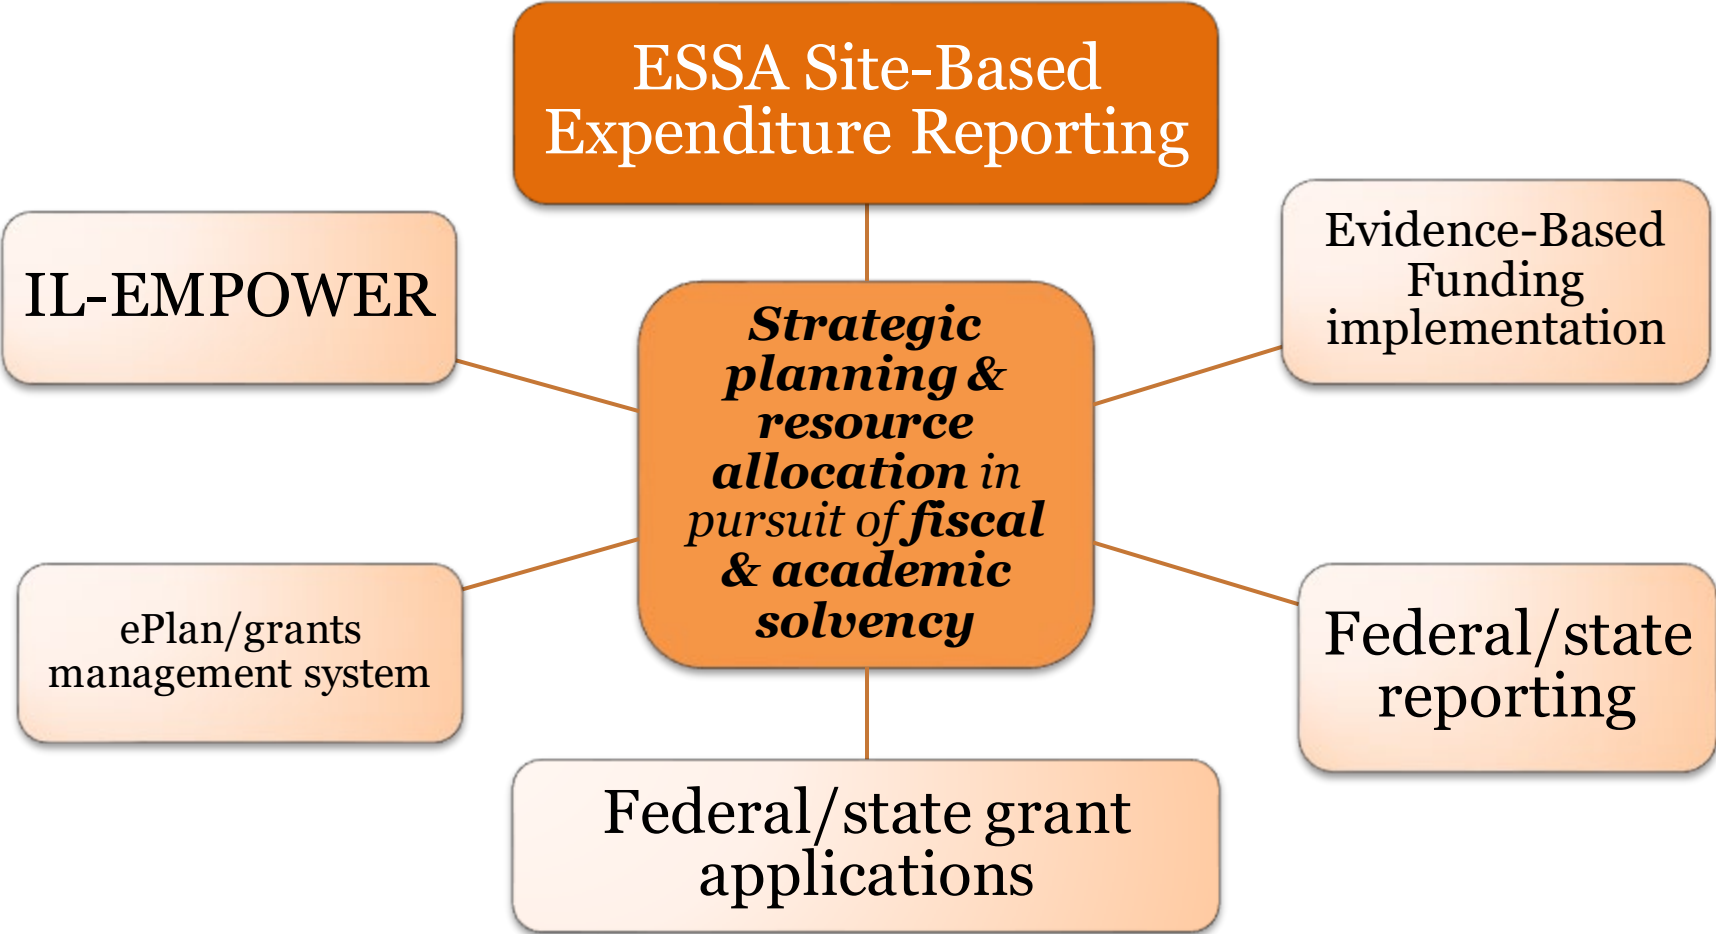 ESSA Site-Based
Expenditure Reporting
IL-EMPOWER
Evidence-Based
Funding
implementation
Strategic
planning &
resource
allocation in
pursuit of fiscal
& academic
solvency
ePlan/grants
management system
Federal/state
reporting
Federal/state grant
applications